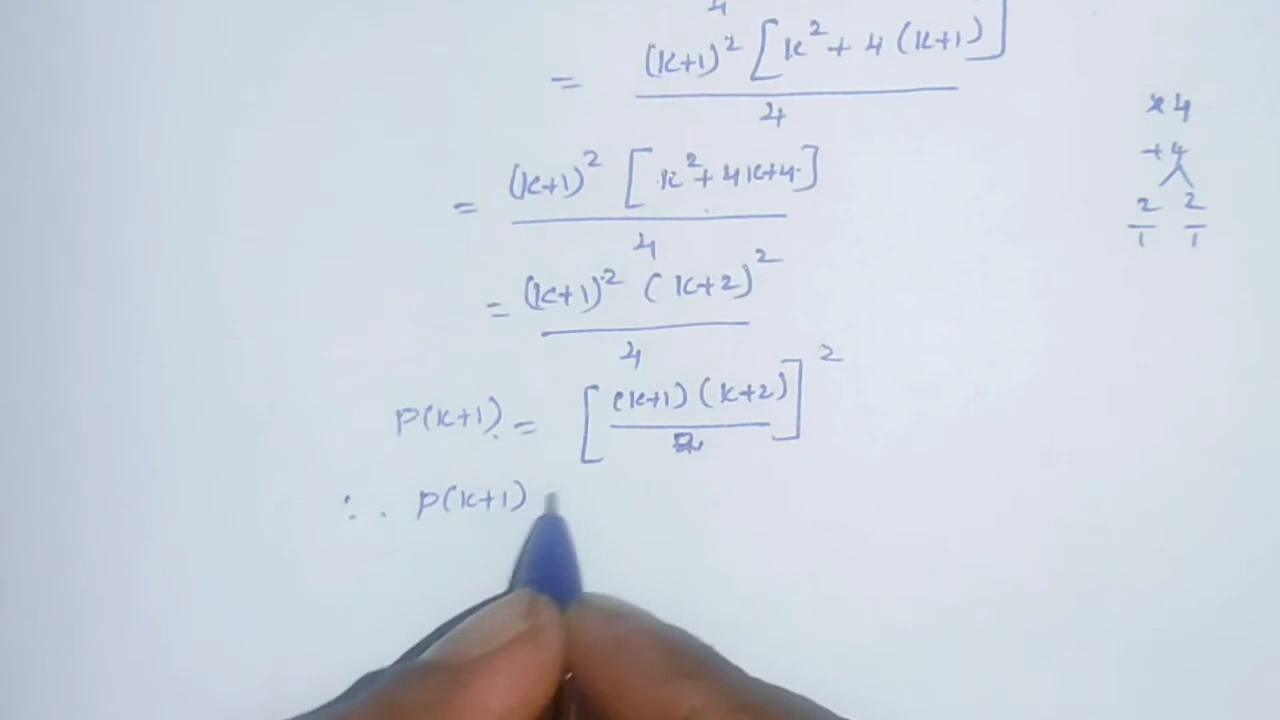 4
= (k+1)² [k² + 4 (k+1)]
4
= (k+1)² [k² + 4k+4]
4
= (k+1)² (k+2)²
4
P(k+1) = [(k+1) (k+2) / 2]²
∴ P(k+1)
× 4
+4
2 2
1 1